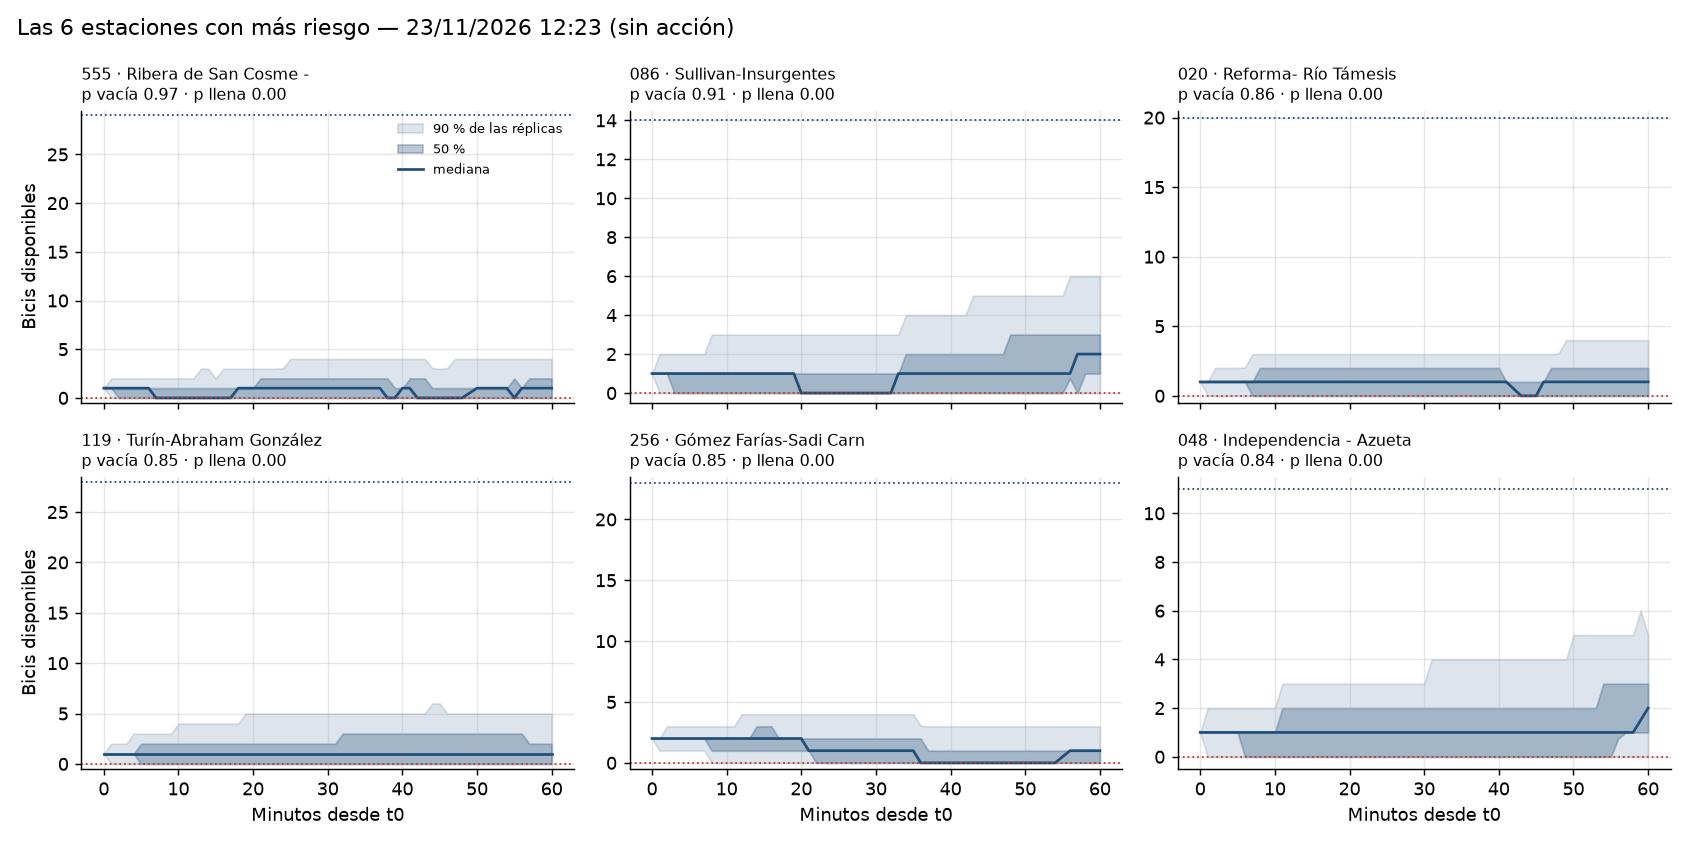 Las 6 estaciones con más riesgo — 23/11/2026 12:23 (sin acción)
555 · Ribera de San Cosme -
p vacía 0.97 · p llena 0.00
90 % de las réplicas
50 %
mediana
25
20
15
10
5
0
Bicis disponibles
086 · Sullivan-Insurgentes
p vacía 0.91 · p llena 0.00
14
12
10
8
6
4
2
0
020 · Reforma- Río Támesis
p vacía 0.86 · p llena 0.00
20
15
10
5
0
119 · Turín-Abraham González
p vacía 0.85 · p llena 0.00
25
20
15
10
5
0
Bicis disponibles
0 10 20 30 40 50 60
Minutos desde t0
256 · Gómez Farías-Sadi Carn
p vacía 0.85 · p llena 0.00
20
15
10
5
0
0 10 20 30 40 50 60
Minutos desde t0
048 · Independencia - Azueta
p vacía 0.84 · p llena 0.00
10
8
6
4
2
0
0 10 20 30 40 50 60
Minutos desde t0